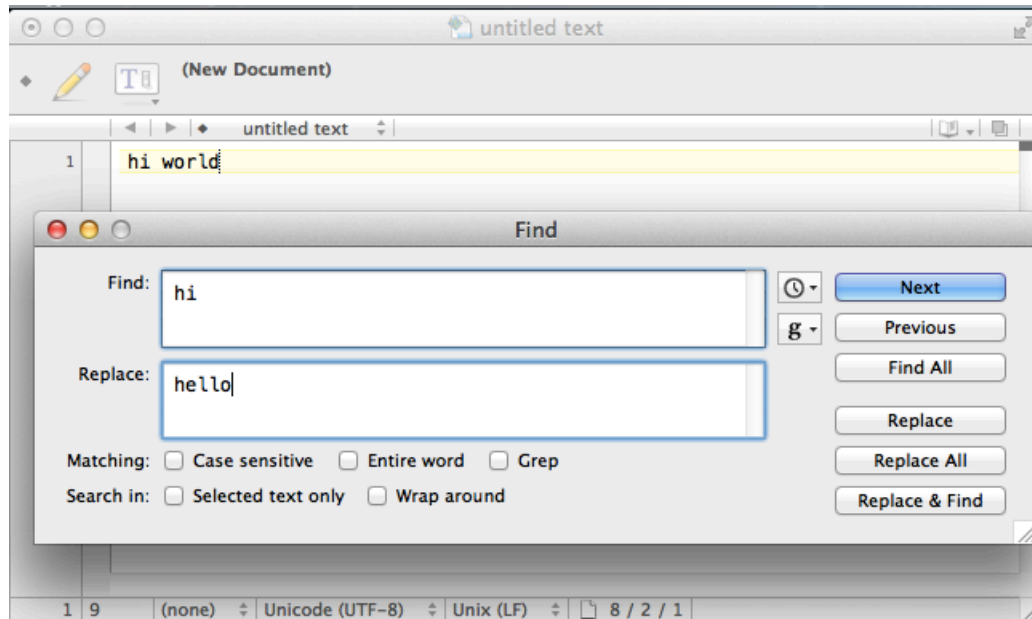 untitled text
(New Document)
untitled text
1 hi world
Find
Find: hi
g
Next
Previous
Find All
Replace: hello
Replace
Matching: Case sensitive Entire word Grep
Replace All
Search in: Selected text only Wrap around
Replace & Find
1 9 (none) Unicode (UTF-8) Unix (LF) 8 / 2 / 1